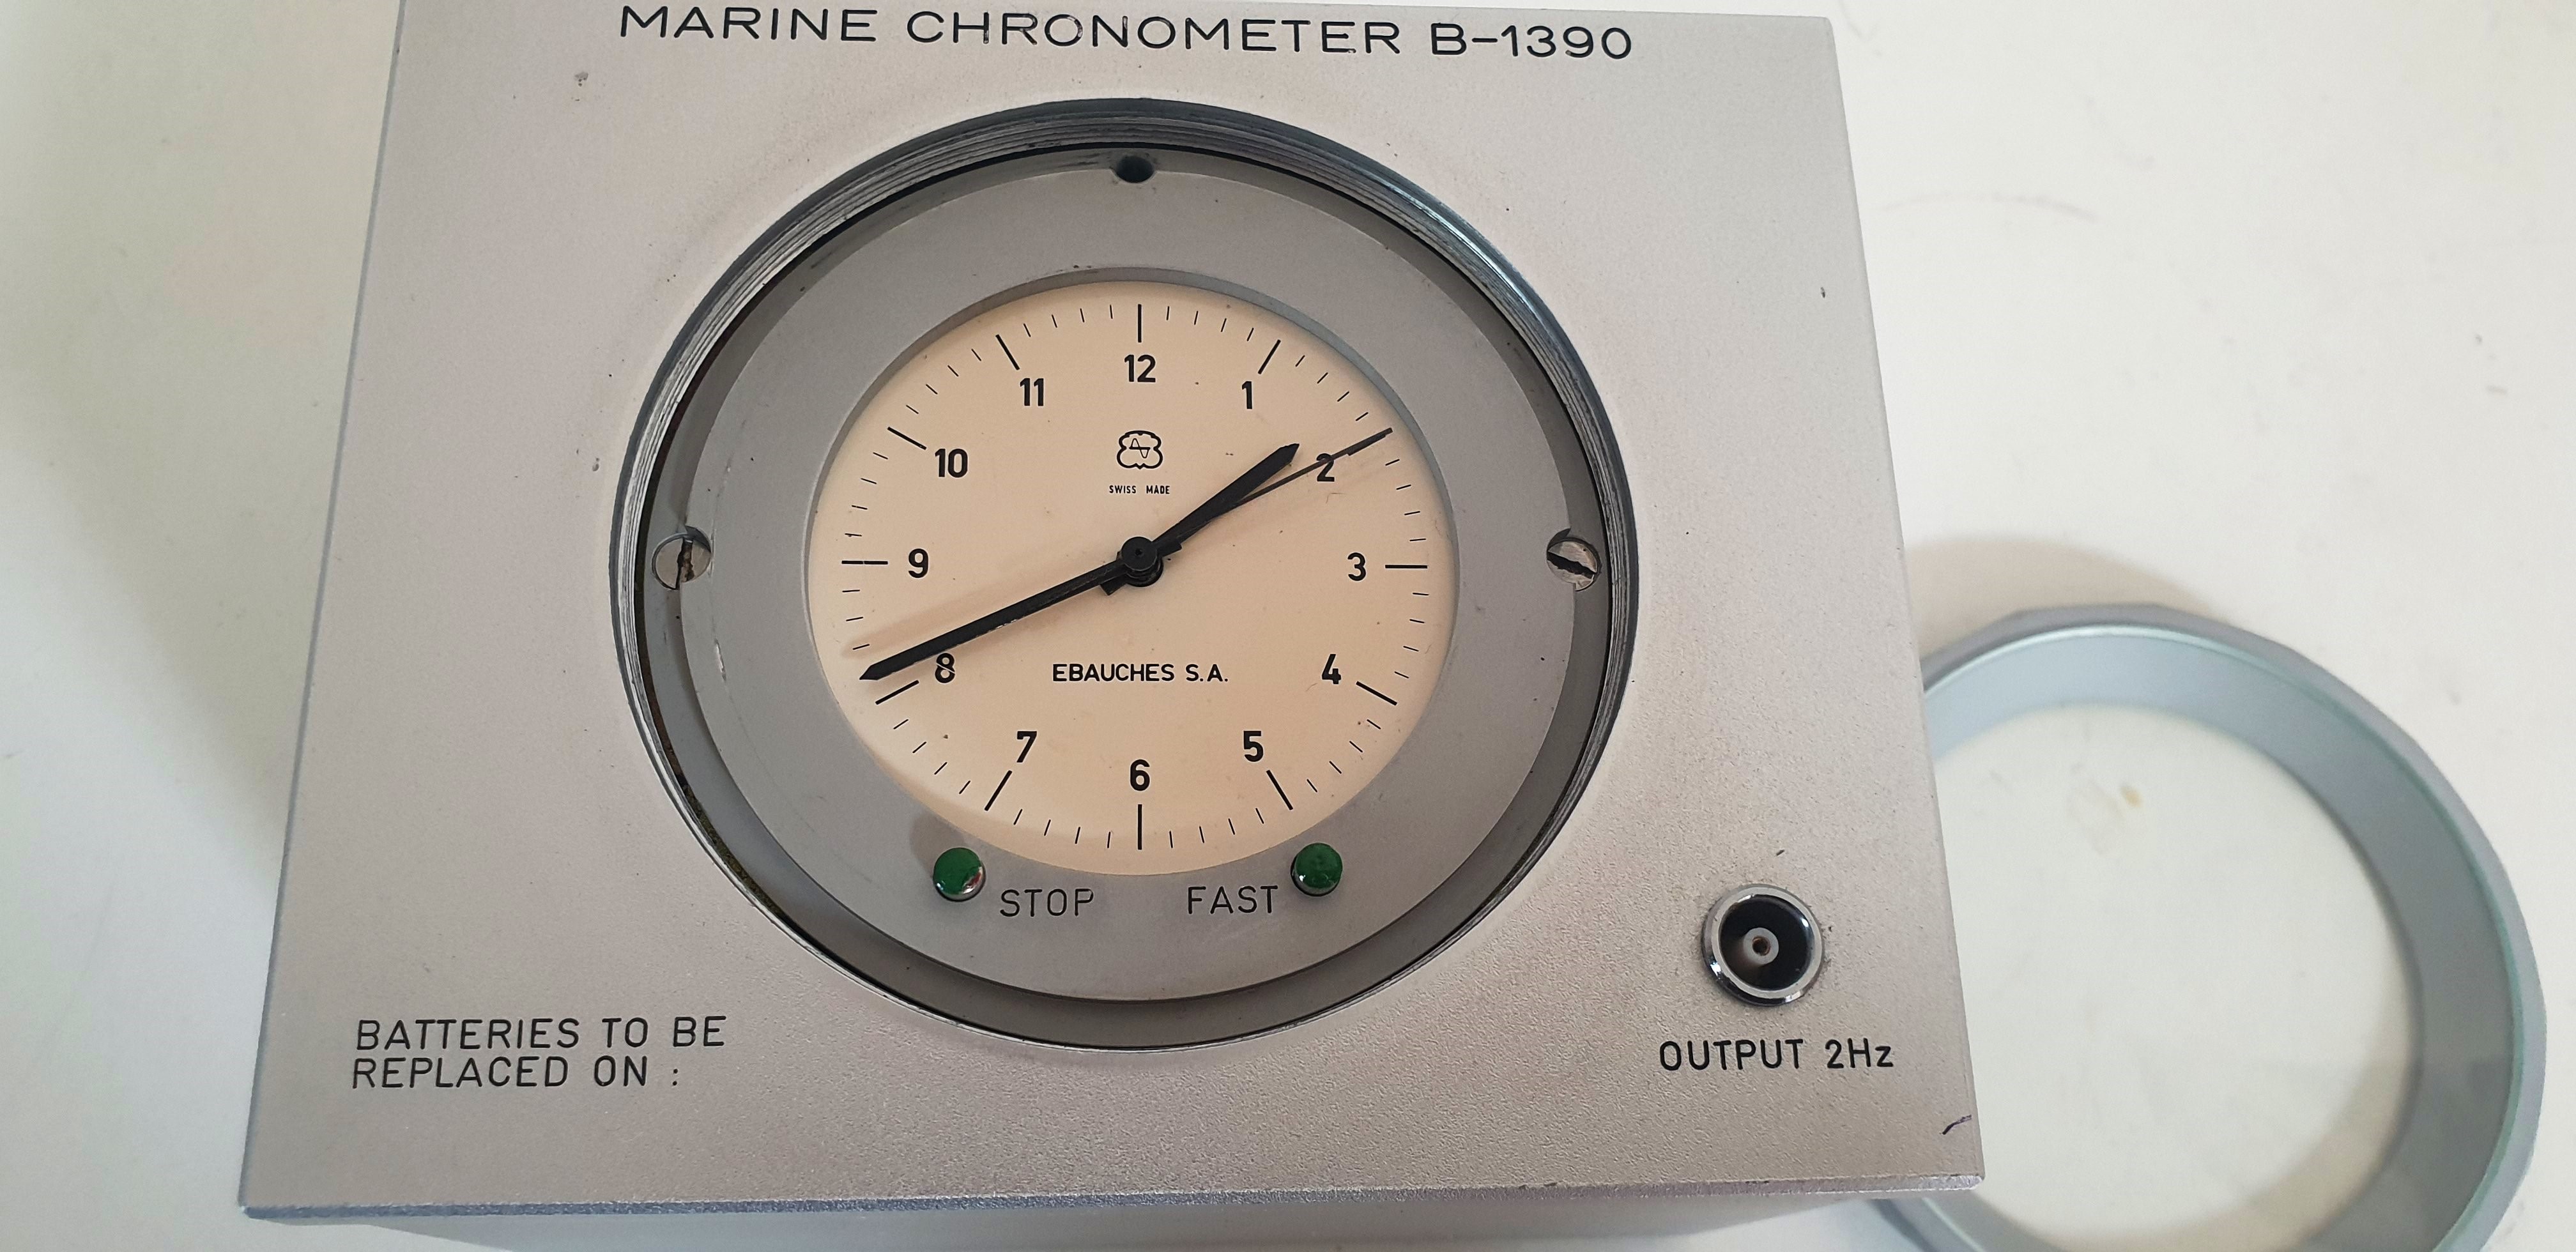 MARINE CHRONOMETER B-1390
12
11
1
10
2
SWISS MADE
9
3
8
EBAUCHES S.A.
4
7
5
6
STOP
FAST
BATTERIES TO BE
REPLACED ON :
OUTPUT 2Hz